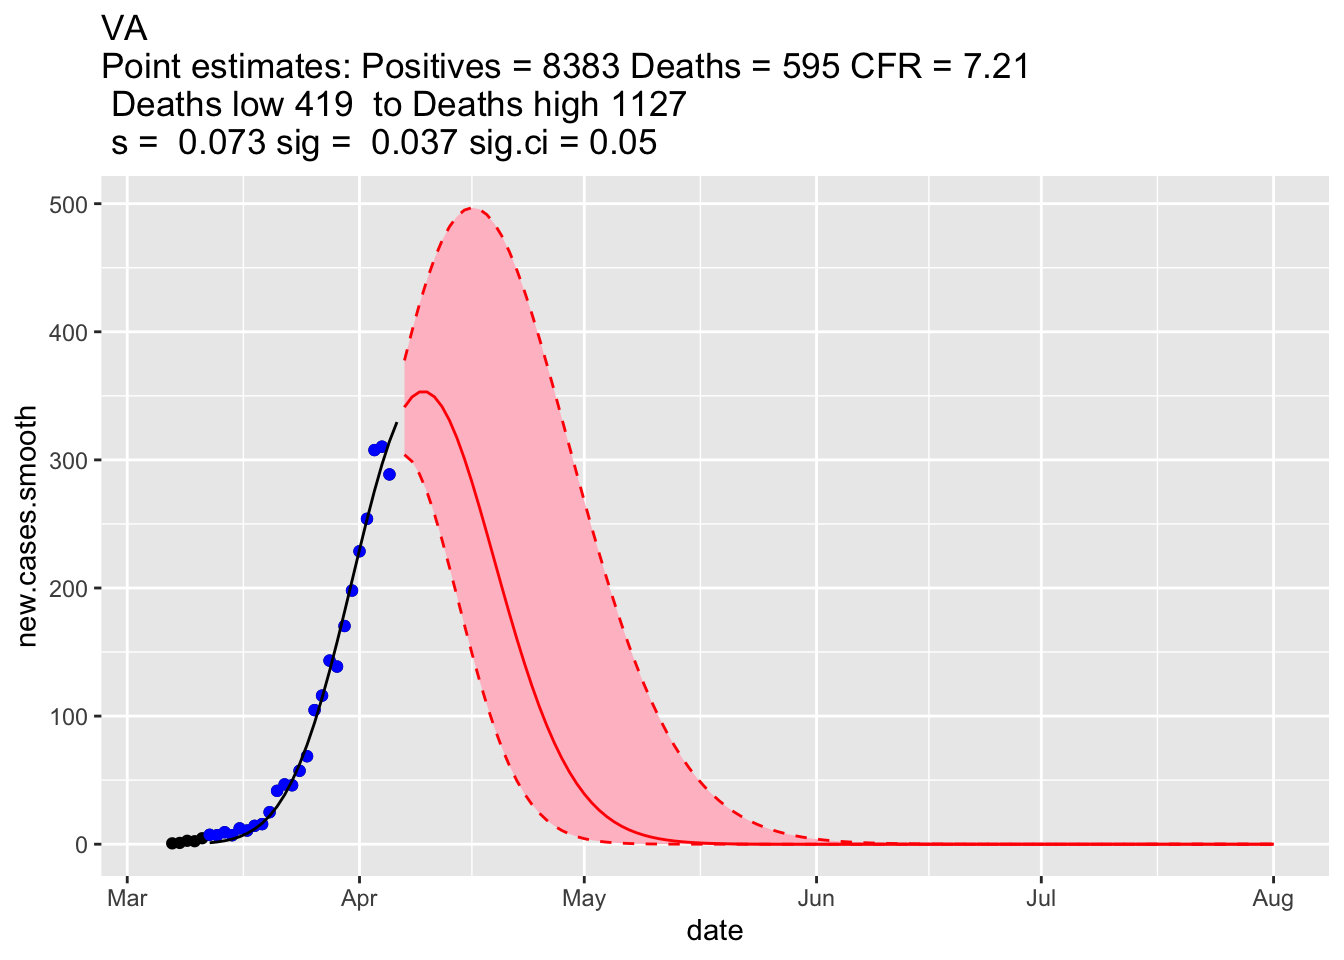 VA
Point estimates: Positives = 8383 Deaths = 595 CFR = 7.21
Deaths low 419  to Deaths high 1127
s =  0.073 sig =  0.037 sig.ci = 0.05
500
400
300
200
100
0
new.cases.smooth
Mar Apr May Jun Jul Aug
date